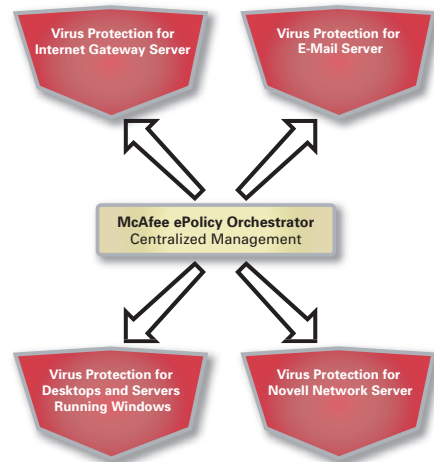 Virus Protection for
Internet Gateway Server
Virus Protection for
E-Mail Server
McAfee ePolicy Orchestrator
Centralized Management
Virus Protection for
Desktops and Servers
Running Windows
Virus Protection for
Novell Network Server